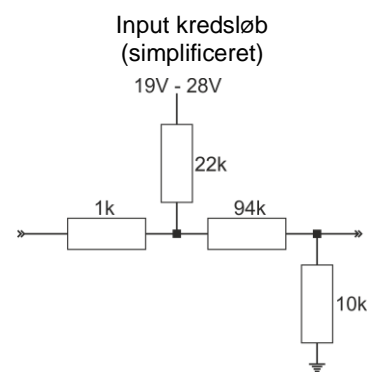 Input kredsløb
(simplificeret)
19V - 28V
22k
1k
94k
10k